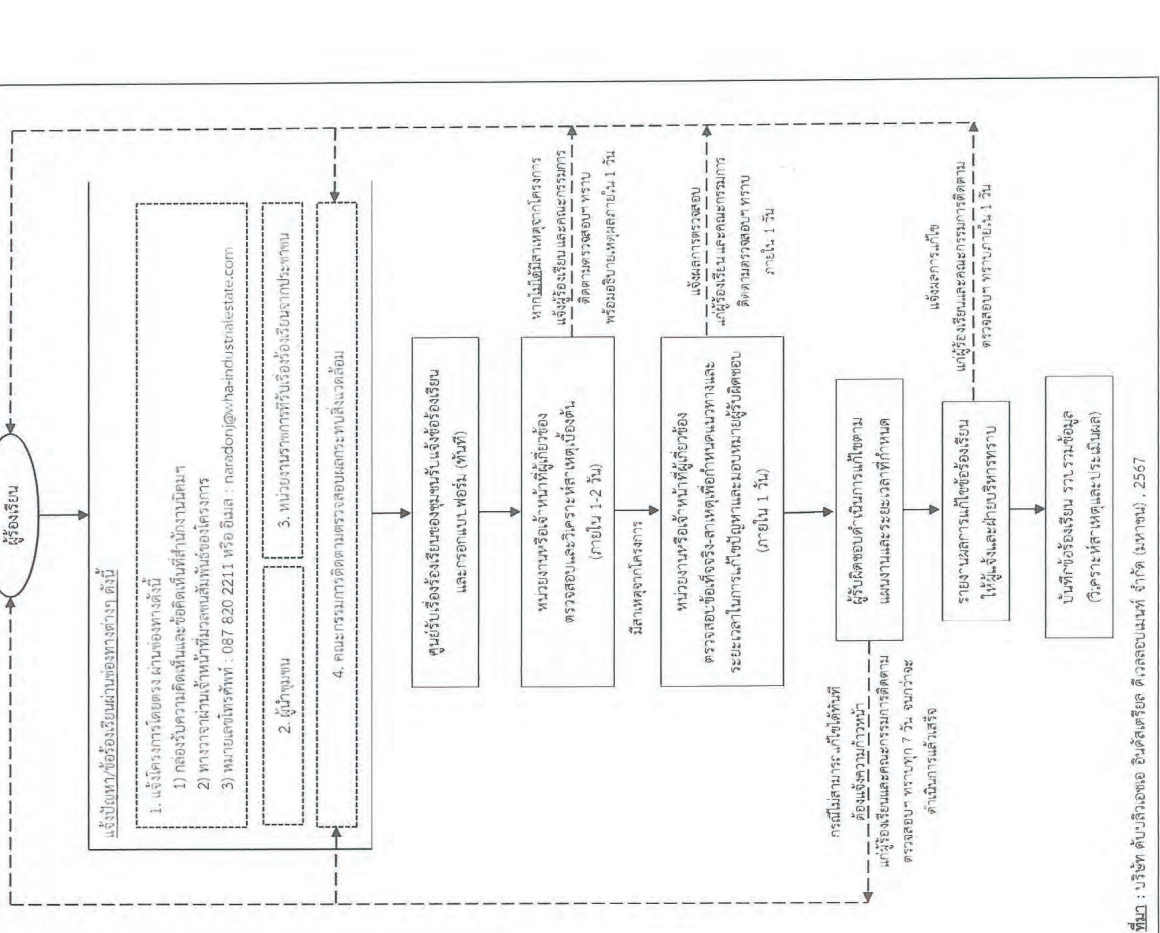 ผู้ร้องเรียน
แจ้งปัญหา/ข้อร้องเรียนผ่านช่องทางต่างๆ ดังนี้
1. แจ้งโครงการโดยตรง ผ่านช่องทางดังนี้
1) กล่องรับความคิดเห็นและข้อคิดเห็นที่สำนักงานนิคมฯ
2) ทางวาจาผ่านเจ้าหน้าที่มวลชนสัมพันธ์ของโครงการ
3) หมายเลขโทรศัพท์ : 087 820 2211 หรือ อีเมล : naradonj@wha-industrialestate.com
2. ผู้นำชุมชน
3. หน่วยงานราชการที่รับเรื่องร้องเรียนจากประชาชน
4. คณะกรรมการติดตามตรวจสอบผลกระทบสิ่งแวดล้อม
ศูนย์รับเรื่องร้องเรียนของชุมชนรับแจ้งข้อร้องเรียน
และกรอกแบบฟอร์ม (ทันที)
หน่วยงานหรือเจ้าหน้าที่ผู้เกี่ยวข้อง
ตรวจสอบและวิเคราะห์สาเหตุเบื้องต้น
(ภายใน 1-2 วัน)
หากไม่ได้มีสาเหตุจากโครงการ
แจ้งผู้ร้องเรียน และคณะกรรมการ
ติดตามตรวจสอบฯ ทราบ
พร้อมอธิบายเหตุผลภายใน 1 วัน
มีสาเหตุจากโครงการ
หน่วยงานหรือเจ้าหน้าที่ผู้เกี่ยวข้อง
ตรวจสอบข้อเท็จจริง-สาเหตุเพื่อกำหนดแนวทางและ
ระยะเวลาในการแก้ไขปัญหาและมอบหมายผู้รับผิดชอบ
(ภายใน 1 วัน)
แจ้งผลการตรวจสอบ
แก่ผู้ร้องเรียน และคณะกรรมการ
ติดตามตรวจสอบฯ ทราบ
ภายใน 1 วัน
ผู้รับผิดชอบดำเนินการแก้ไขตาม
แผนงานและระยะเวลาที่กำหนด
กรณีไม่สามารถแก้ไขได้ทันที
ต้องแจ้งความก้าวหน้า
แก่ผู้ร้องเรียนและคณะกรรมการติดตาม
ตรวจสอบฯ ทราบทุก 7 วัน จนกว่าจะ
ดำเนินการแล้วเสร็จ
รายงานผลการแก้ไขข้อร้องเรียน
ให้ผู้แจ้งและฝ่ายบริหารทราบ
แจ้งผลการแก้ไข
แก่ผู้ร้องเรียนและคณะกรรมการติดตาม
ตรวจสอบฯ ทราบภายใน 1 วัน
บันทึกข้อร้องเรียน รวบรวมข้อมูล
(วิเคราะห์สาเหตุและประเมินผล)
ที่มา : บริษัท ดับบลิวเอชเอ อินดัสเตรียล ดีเวลลอปเมนท์ จำกัด (มหาชน) , 2567